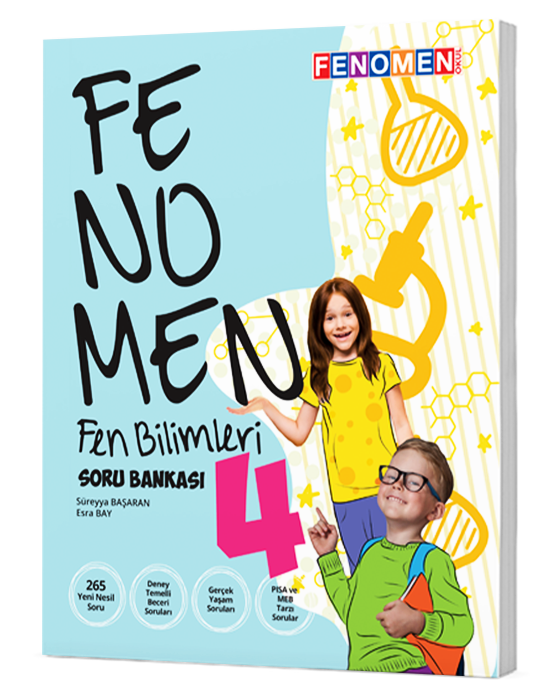 FENOMEN
OKUL
FE
NO
MEN
Fen Bilimleri
SORU BANKASI
4
Süreyya BAŞARAN
Esra BAY
265
Yeni Nesil
Soru
Deney
Temelli
Beceri
Soruları
Gerçek
Yaşam
Soruları
PISA ve
MEB
Tarzı
Sorular